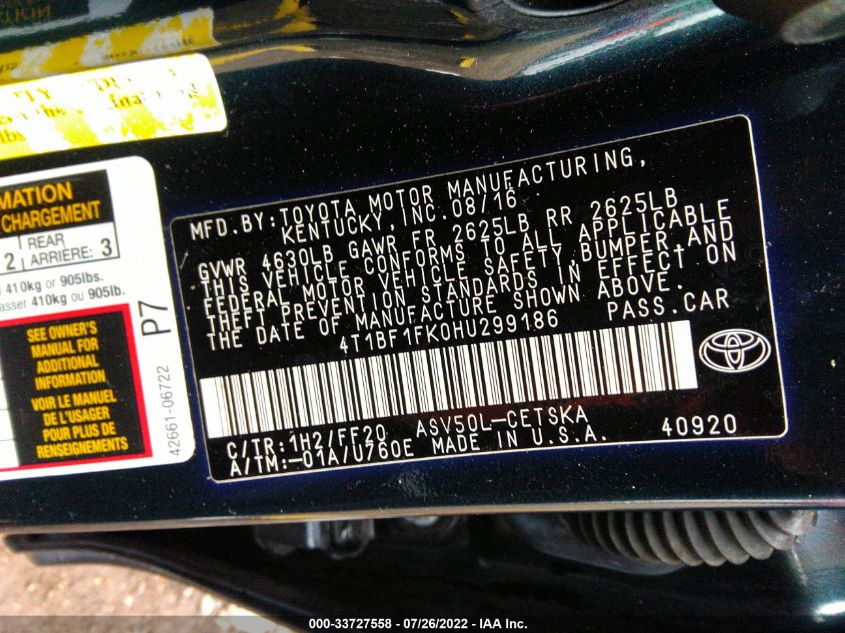 MATION
CHARGEMENT
2 REAR ARRIÈRE: 3
410kg or 905lbs.
asser 410kg ou 905lb.
SEE OWNER'S
MANUAL FOR
ADDITIONAL
INFORMATION
VOIR LE MANUEL
DE L'USAGER
POUR PLUS DE
RENSEIGNEMENTS
P7
42661-06722
MFD.BY:TOYOTA MOTOR MANUFACTURING,
KENTUCKY, INC.08/16
GVWR 4630LB GAWR FR 2625LB RR 2625LB
THIS VEHICLE CONFORMS TO ALL APPLICABLE
FEDERAL MOTOR VEHICLE SAFETY,BUMPER,AND
THEFT PREVENTION STANDARDS IN EFFECT ON
THE DATE OF MANUFACTURE SHOWN ABOVE.
4T1BF1FK0HU299186 PASS.CAR
C/TR:1H2/FF20 ASV50L-CETSKA
A/TM:-01A/U760E MADE IN U.S.A. 40920
000-33727558 - 07/26/2022 - IAA Inc.